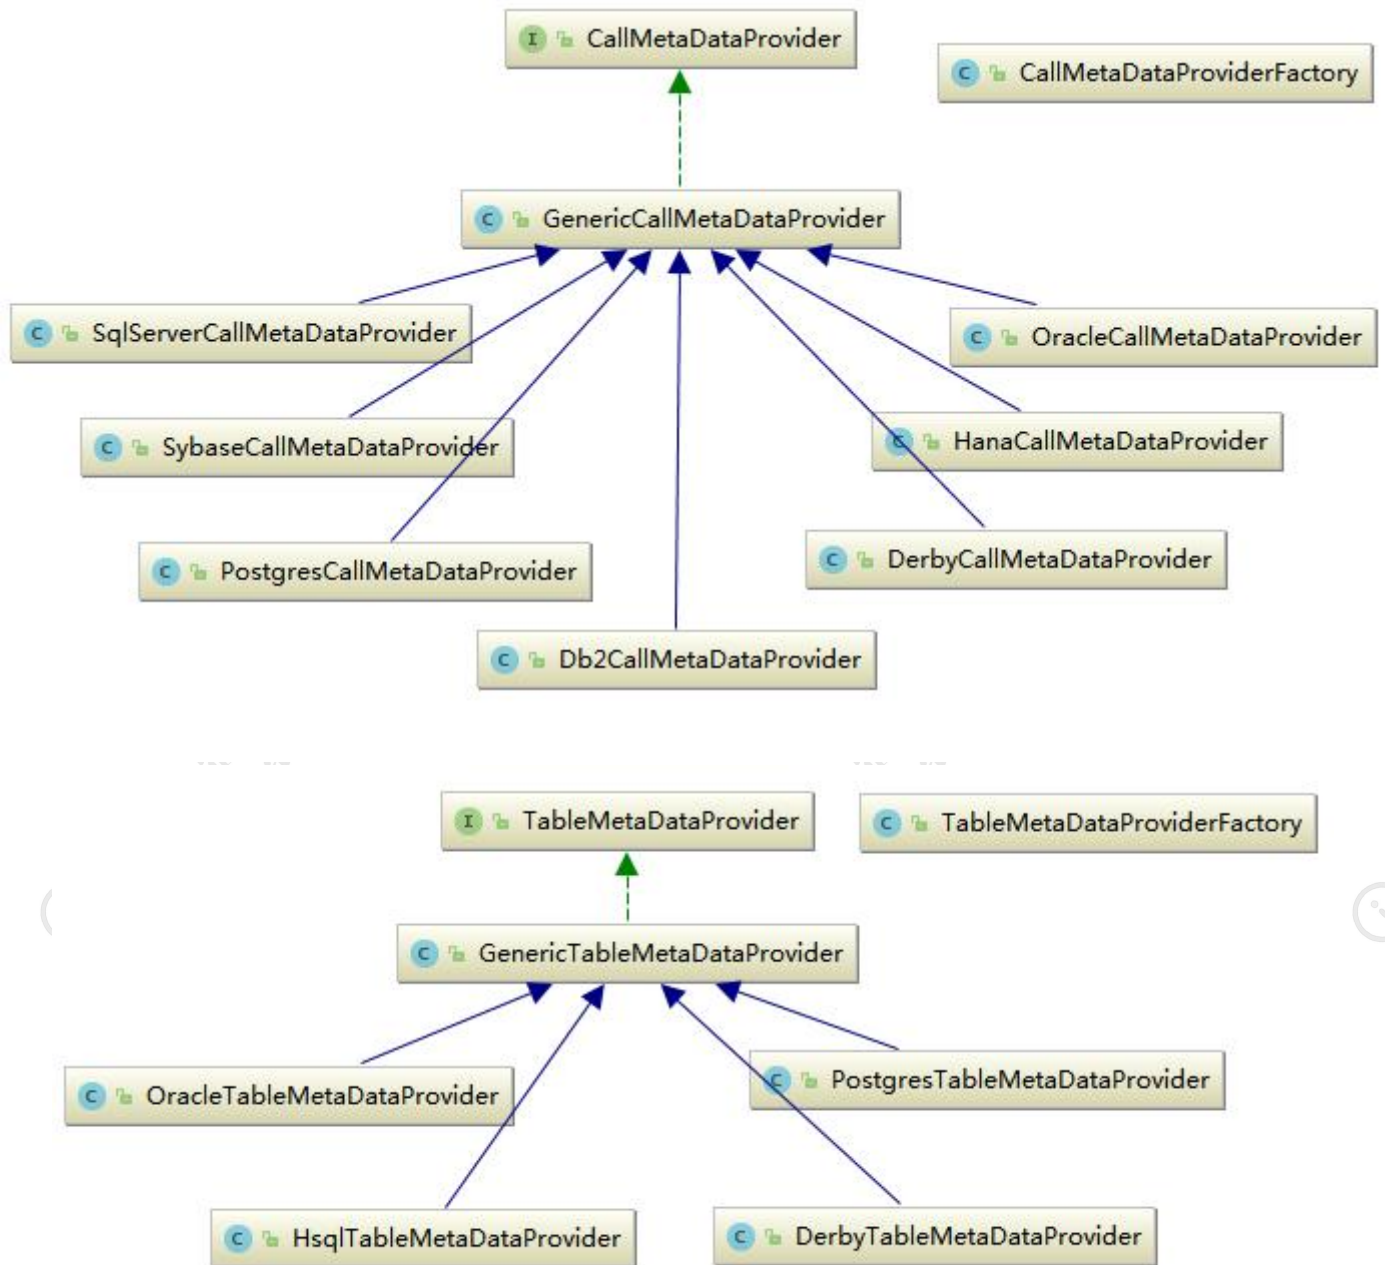 I CallMetaDataProvider
C CallMetaDataProviderFactory
C GenericCallMetaDataProvider
C SqlServerCallMetaDataProvider
C OracleCallMetaDataProvider
C SybaseCallMetaDataProvider
C HanaCallMetaDataProvider
C PostgresCallMetaDataProvider
C DerbyCallMetaDataProvider
C Db2CallMetaDataProvider
I TableMetaDataProvider
C TableMetaDataProviderFactory
C GenericTableMetaDataProvider
C OracleTableMetaDataProvider
C PostgresTableMetaDataProvider
C HsqlTableMetaDataProvider
C DerbyTableMetaDataProvider